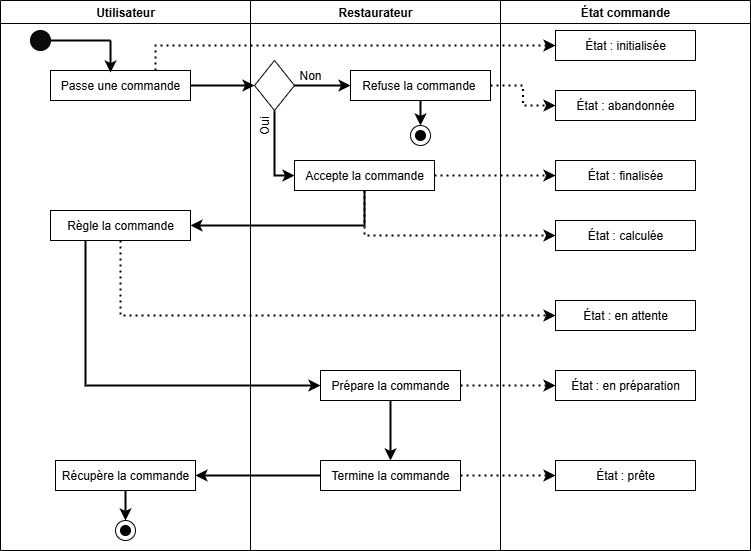 Utilisateur
Restaurateur
État commande
État : initialisée
Passe une commande
Non
Refuse la commande
État : abandonnée
Oui
Accepte la commande
État : finalisée
Règle la commande
État : calculée
État : en attente
Prépare la commande
État : en préparation
Récupère la commande
Termine la commande
État : prête